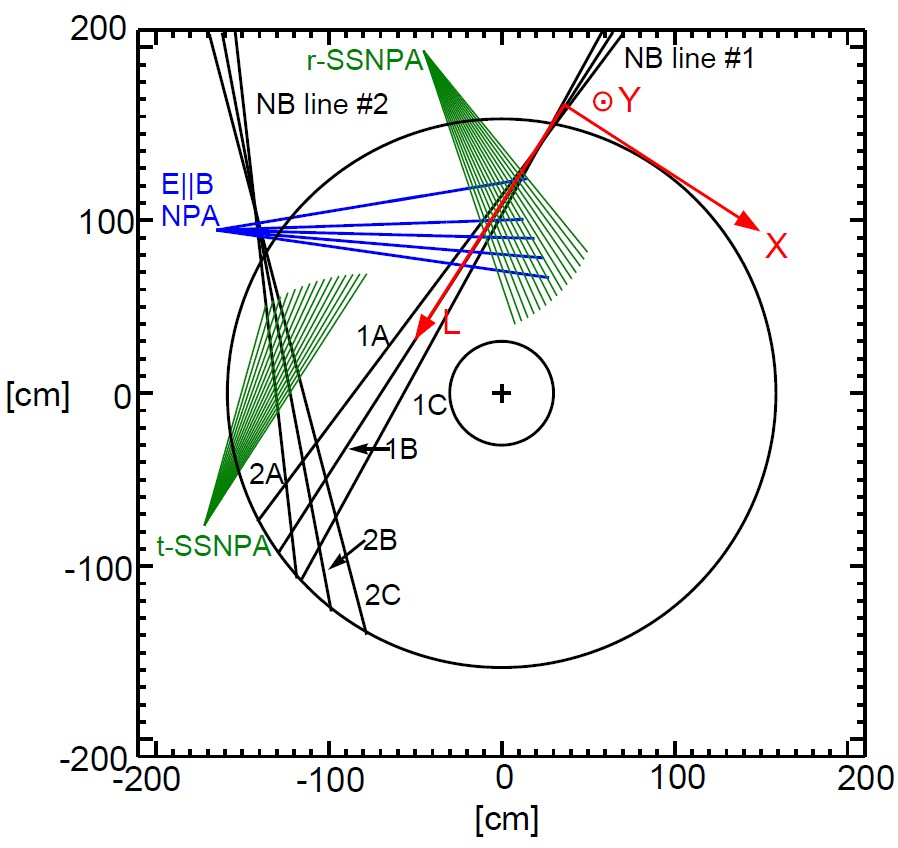 200
r-SSNPA
NB line #1
NB line #2
Y
E||B
NPA
X
100
L
1A
[cm]
0
1C
1B
2A
t-SSNPA
2B
-100
2C
-200
-200
-100
0
100
200
[cm]